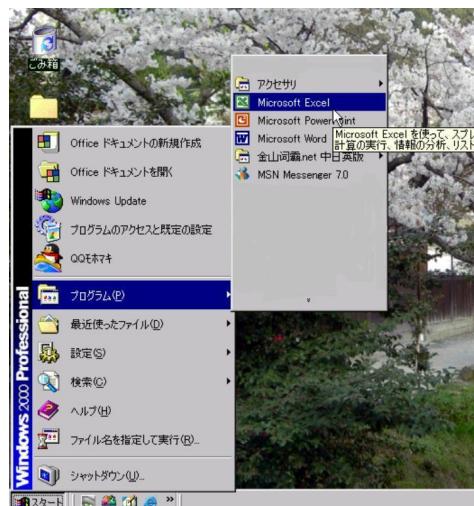 ごみ箱
アクセサリ
Microsoft Excel
Microsoft PowerPoint
Microsoft Word
Microsoft Excel を使って、スプレ
計算の実行、情報の分析、リスト
金山词霸.net 中日英版
MSN Messenger 7.0
Office ドキュメントの新規作成
Office ドキュメントを開く
Windows Update
プログラムのアクセスと既定の設定
QQモホマキ
プログラム(P)
最近使ったファイル(D)
設定(S)
検索(C)
ヘルプ(H)
ファイル名を指定して実行(R)...
シャットダウン(U)...
Windows 2000 Professional
スタート